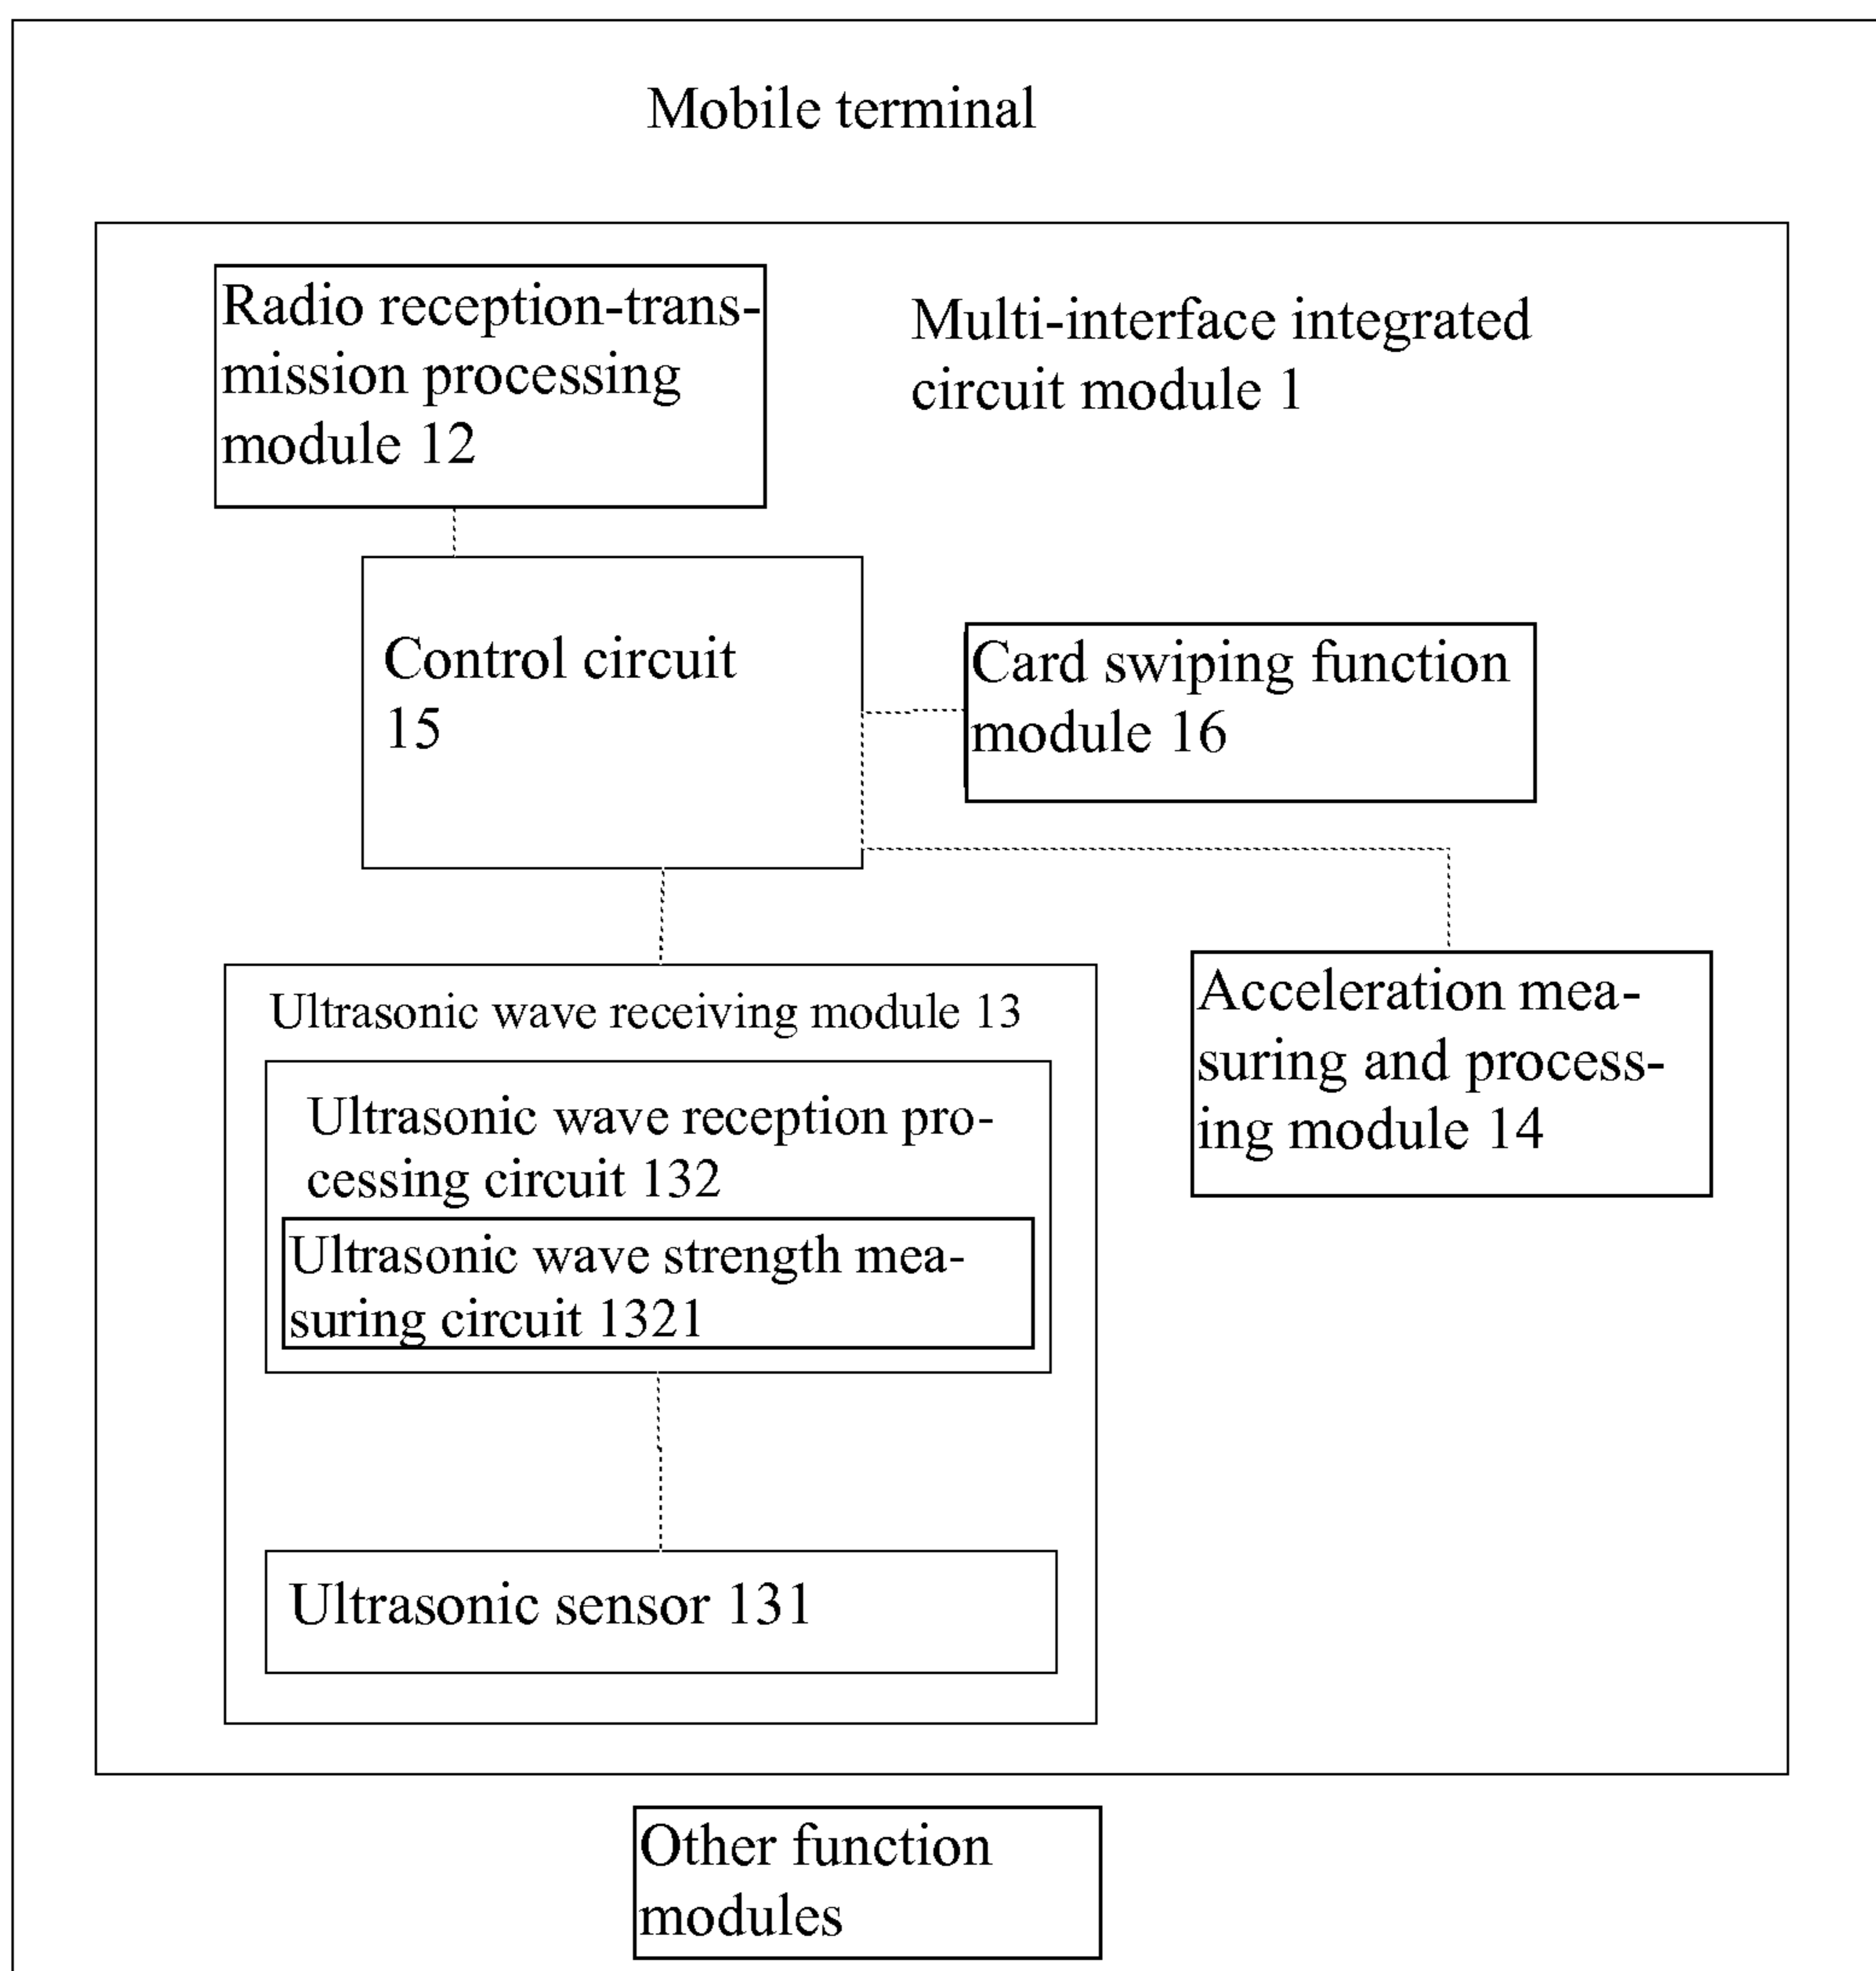 Mobile terminal
Radio reception-trans-
mission processing
module 12
Multi-interface integrated
circuit module 1
Control circuit
15
Card swiping function
module 16
Ultrasonic wave receiving module 13
Ultrasonic wave reception pro-
cessing circuit 132
Ultrasonic wave strength mea-
suring circuit 1321
Ultrasonic sensor 131
Acceleration mea-
suring and process-
ing module 14
Other function
modules